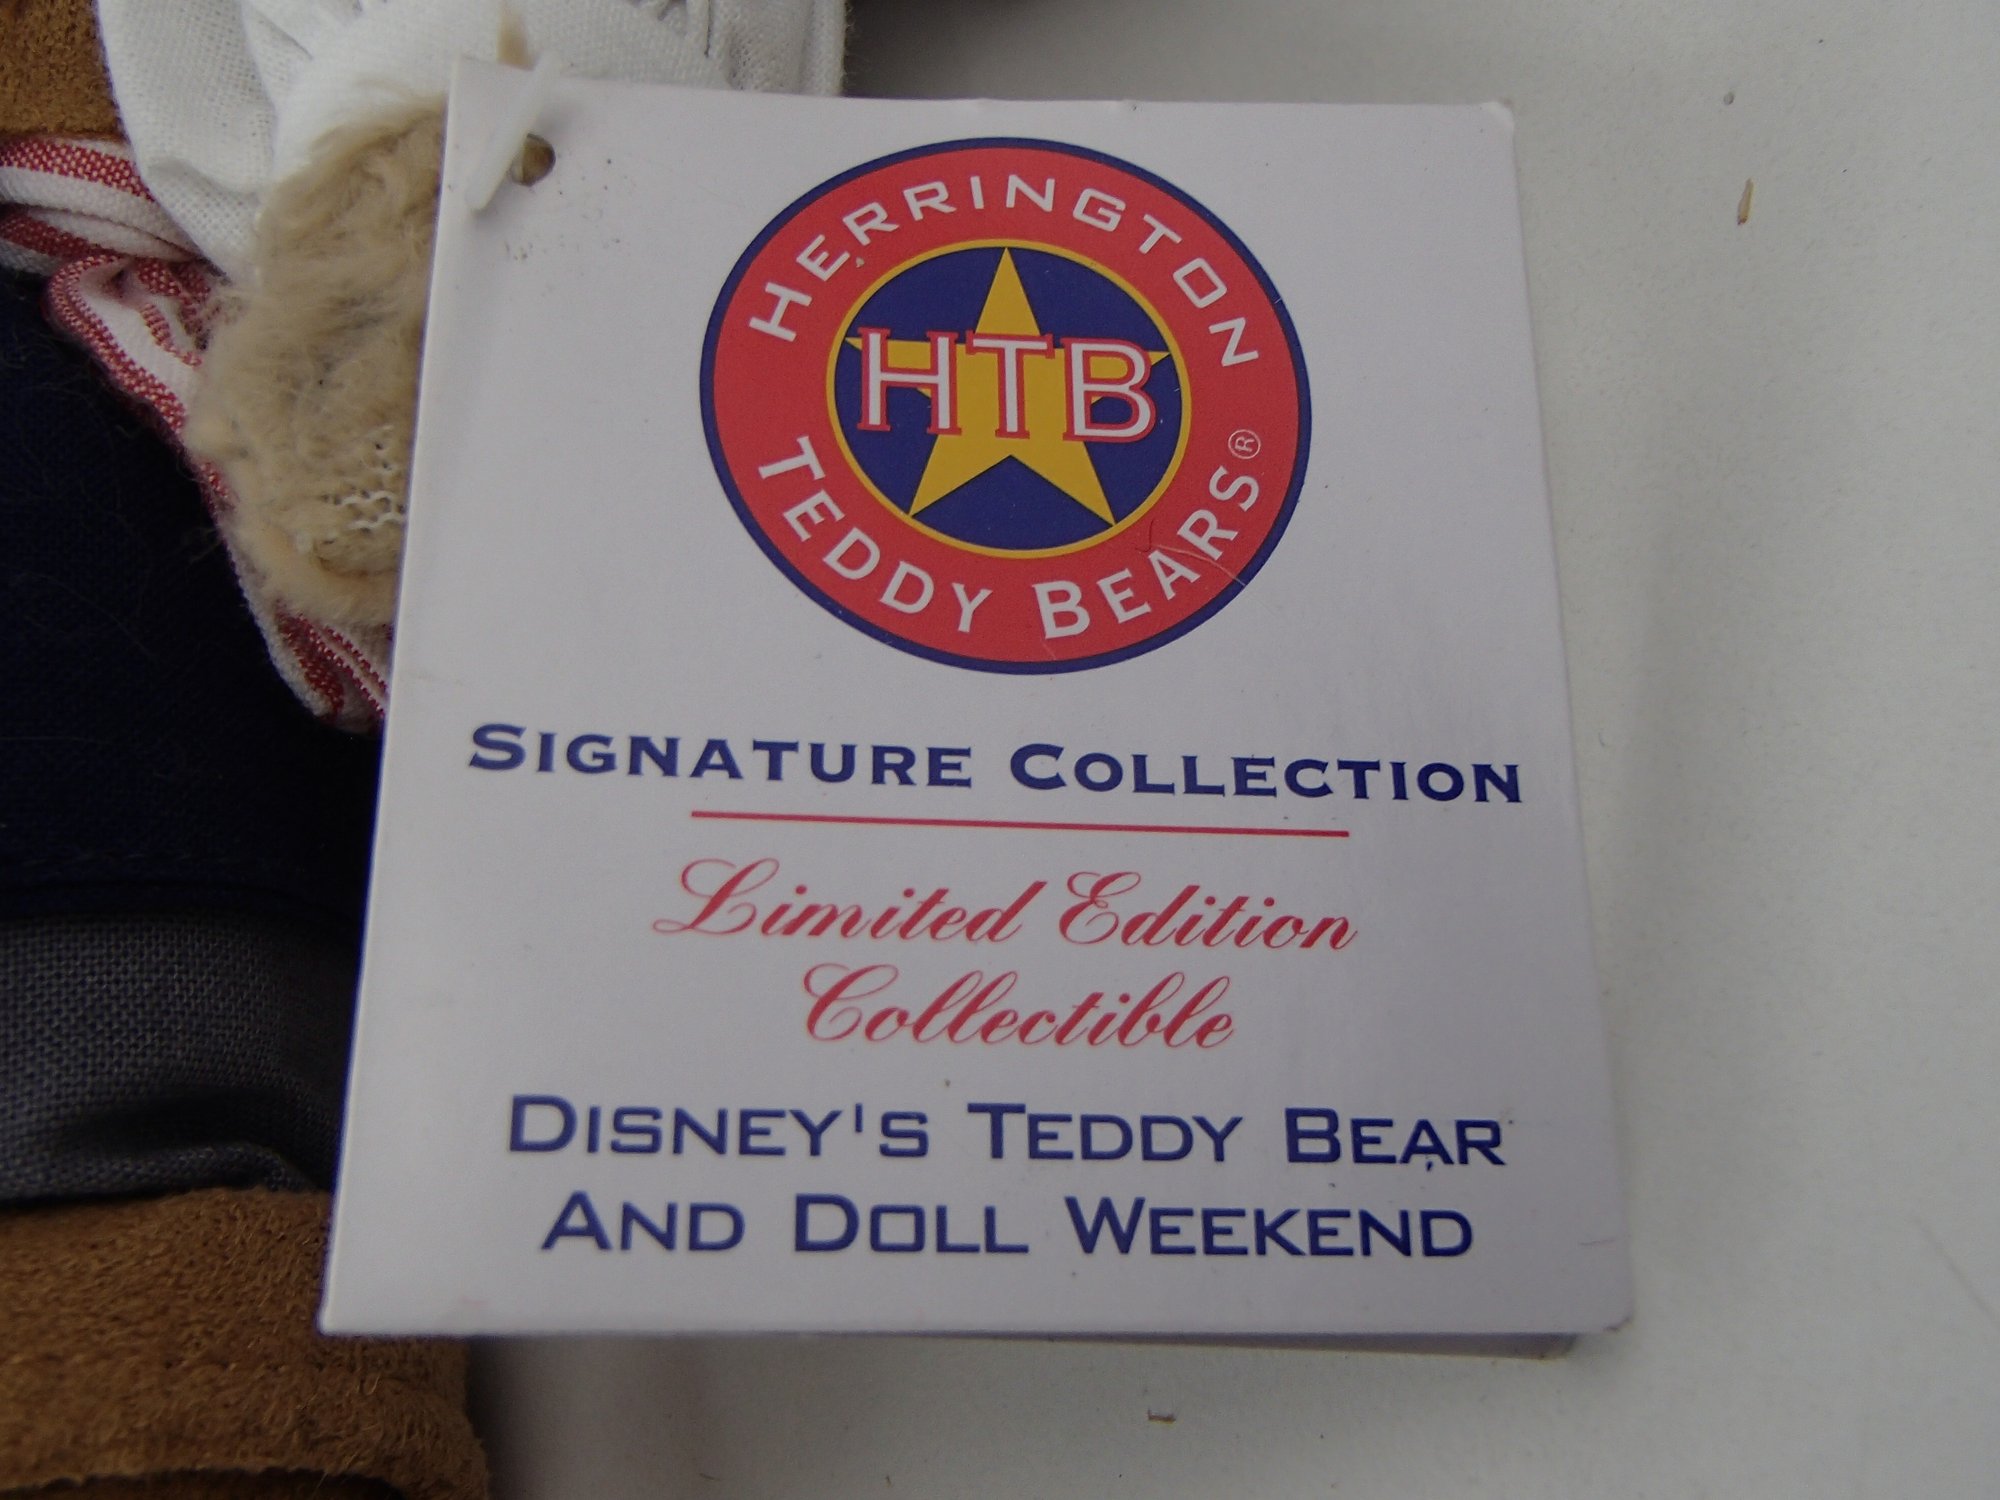 HERRINGTON
HTB
TEDDY BEARS®
SIGNATURE COLLECTION
Limited Edition
Collectible
DISNEY'S TEDDY BEAR
AND DOLL WEEKEND